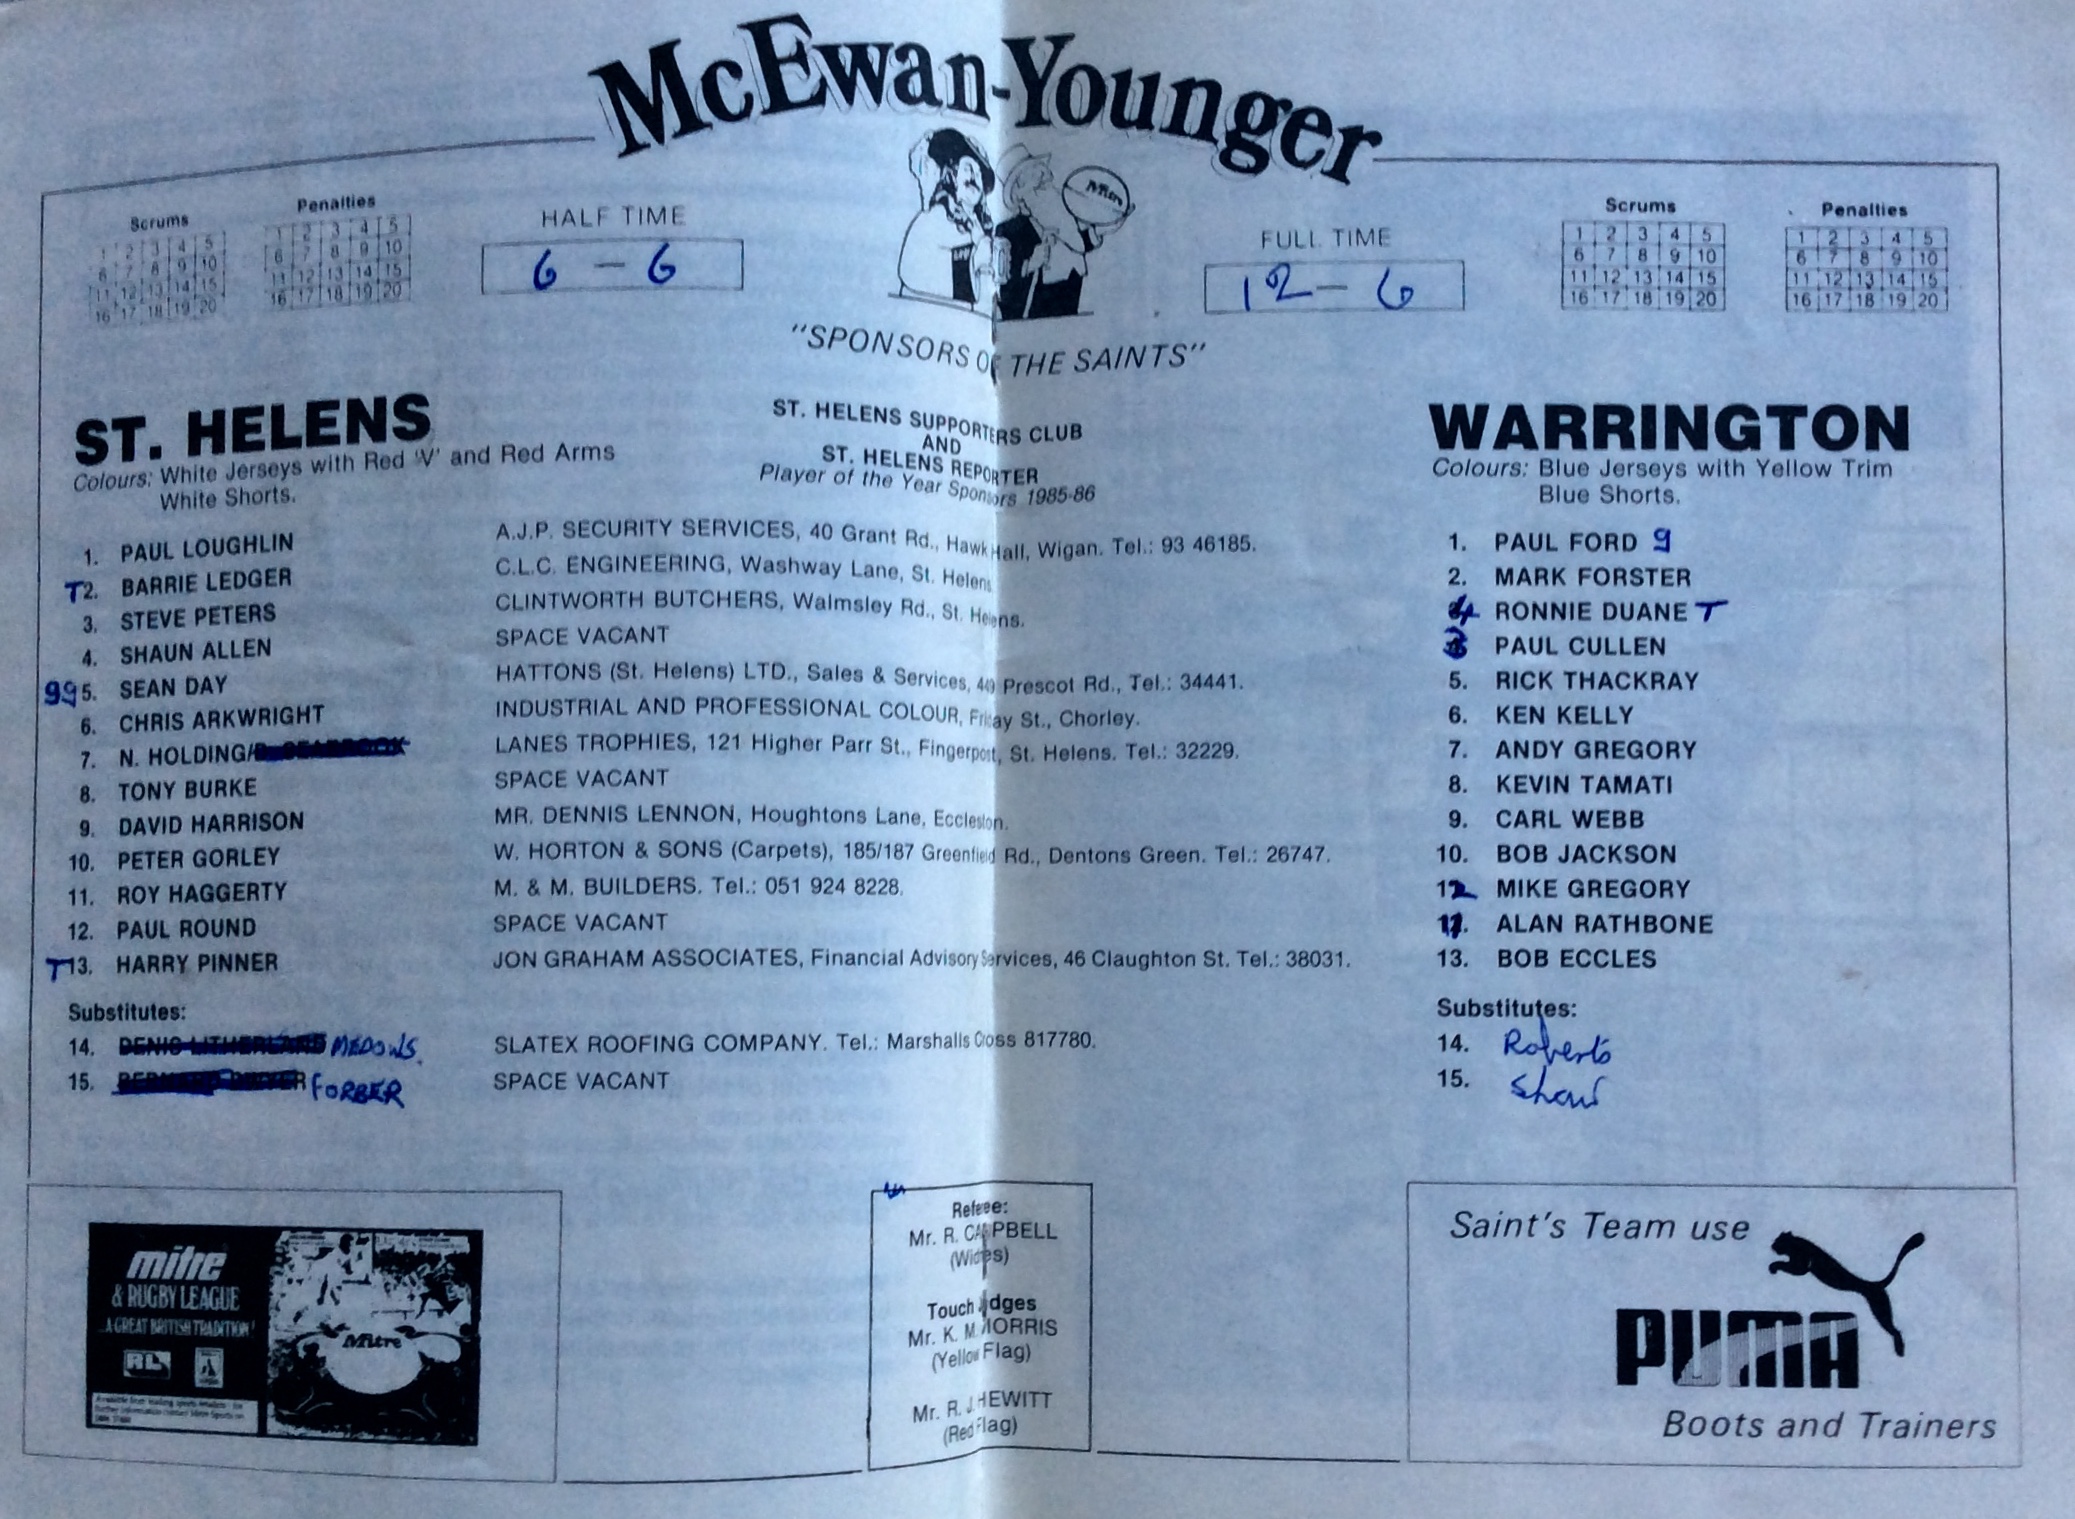 McEwan-Younger
Scrums
1 2 3 4 5
6 7 8 9 10
11 12 13 14 15
16 17 18 19 20
Penalties
1 2 3 4 5
6 7 8 9 10
11 12 13 14 15
16 17 18 19 20
HALF TIME
6 – 6
Mitre
FULL TIME
12 – 6
Scrums
1 2 3 4 5
6 7 8 9 10
11 12 13 14 15
16 17 18 19 20
Penalties
1 2 3 4 5
6 7 8 9 10
11 12 13 14 15
16 17 18 19 20
"SPONSORS OF THE SAINTS"
ST. HELENS
Colours: White Jerseys with Red 'V' and Red Arms
White Shorts.
ST. HELENS SUPPORTERS CLUB
AND
ST. HELENS REPORTER
Player of the Year Sponsors 1985-86
WARRINGTON
Colours: Blue Jerseys with Yellow Trim
Blue Shorts.
1. PAUL LOUGHLIN A.J.P. SECURITY SERVICES, 40 Grant Rd., Hawk Hall, Wigan. Tel.: 93 46185.
T2. BARRIE LEDGER C.L.C. ENGINEERING, Washway Lane, St. Helens
3. STEVE PETERS CLINTWORTH BUTCHERS, Walmsley Rd., St. Helens.
4. SHAUN ALLEN SPACE VACANT
99 5. SEAN DAY HATTONS (St. Helens) LTD., Sales & Services, Prescot Rd., Tel.: 34441.
6. CHRIS ARKWRIGHT INDUSTRIAL AND PROFESSIONAL COLOUR, Friday St., Chorley.
7. N. HOLDING/ LANES TROPHIES, 121 Higher Parr St., Fingerpost, St. Helens. Tel.: 32229.
8. TONY BURKE SPACE VACANT
9. DAVID HARRISON MR. DENNIS LENNON, Houghtons Lane, Eccleston.
10. PETER GORLEY W. HORTON & SONS (Carpets), 185/187 Greenfield Rd., Dentons Green. Tel.: 26747.
11. ROY HAGGERTY M. & M. BUILDERS. Tel.: 051 924 8228.
12. PAUL ROUND SPACE VACANT
T13. HARRY PINNER JON GRAHAM ASSOCIATES, Financial Advisory Services, 46 Claughton St. Tel.: 38031.
Substitutes:
14. DENIS LITHERLAND MEDOWS. SLATEX ROOFING COMPANY. Tel.: Marshalls Cross 817780.
15. FORBER SPACE VACANT
1. PAUL FORD 9
2. MARK FORSTER
4 RONNIE DUANE T
3 PAUL CULLEN
5. RICK THACKRAY
6. KEN KELLY
7. ANDY GREGORY
8. KEVIN TAMATI
9. CARL WEBB
10. BOB JACKSON
12 MIKE GREGORY
11. ALAN RATHBONE
13. BOB ECCLES
Substitutes:
14. Roberts
15. Shaw
mitre
& RUGBY LEAGUE
...A GREAT BRITISH TRADITION!
RL
Mitre
Referee:
Mr. R. CAMPBELL
(Widnes)
Touch Judges
Mr. K. M. MORRIS
(Yellow Flag)
Mr. R. J. HEWITT
(Red Flag)
Saint's Team use
PUMA
Boots and Trainers